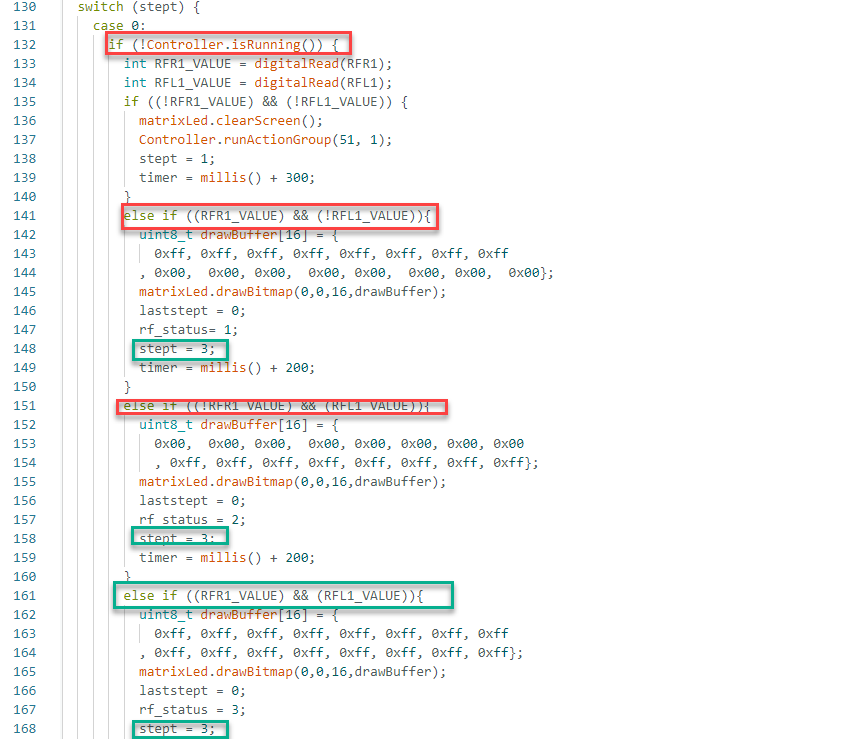 130 switch (stept) {
131 case 0:
132 if (!Controller.isRunning()) {
133 int RFR1_VALUE = digitalRead(RFR1);
134 int RFL1_VALUE = digitalRead(RFL1);
135 if ((!RFR1_VALUE) && (!RFL1_VALUE)) {
136 matrixLed.clearScreen();
137 Controller.runActionGroup(51, 1);
138 stept = 1;
139 timer = millis() + 300;
140 }
141 else if ((RFR1_VALUE) && (!RFL1_VALUE)){
142 uint8_t drawBuffer[16] = {
143 0xff, 0xff, 0xff, 0xff, 0xff, 0xff, 0xff, 0xff
144 , 0x00,  0x00, 0x00,  0x00, 0x00,  0x00, 0x00,  0x00};
145 matrixLed.drawBitmap(0,0,16,drawBuffer);
146 laststept = 0;
147 rf_status= 1;
148 stept = 3;
149 timer = millis() + 200;
150 }
151 else if ((!RFR1_VALUE) && (RFL1_VALUE)){
152 uint8_t drawBuffer[16] = {
153 0x00,  0x00, 0x00,  0x00, 0x00, 0x00, 0x00, 0x00
154 , 0xff, 0xff, 0xff, 0xff, 0xff, 0xff, 0xff, 0xff};
155 matrixLed.drawBitmap(0,0,16,drawBuffer);
156 laststept = 0;
157 rf_status = 2;
158 stept = 3;
159 timer = millis() + 200;
160 }
161 else if ((RFR1_VALUE) && (RFL1_VALUE)){
162 uint8_t drawBuffer[16] = {
163 0xff, 0xff, 0xff, 0xff, 0xff, 0xff, 0xff, 0xff
164 , 0xff, 0xff, 0xff, 0xff, 0xff, 0xff, 0xff, 0xff};
165 matrixLed.drawBitmap(0,0,16,drawBuffer);
166 laststept = 0;
167 rf_status = 3;
168 stept = 3;